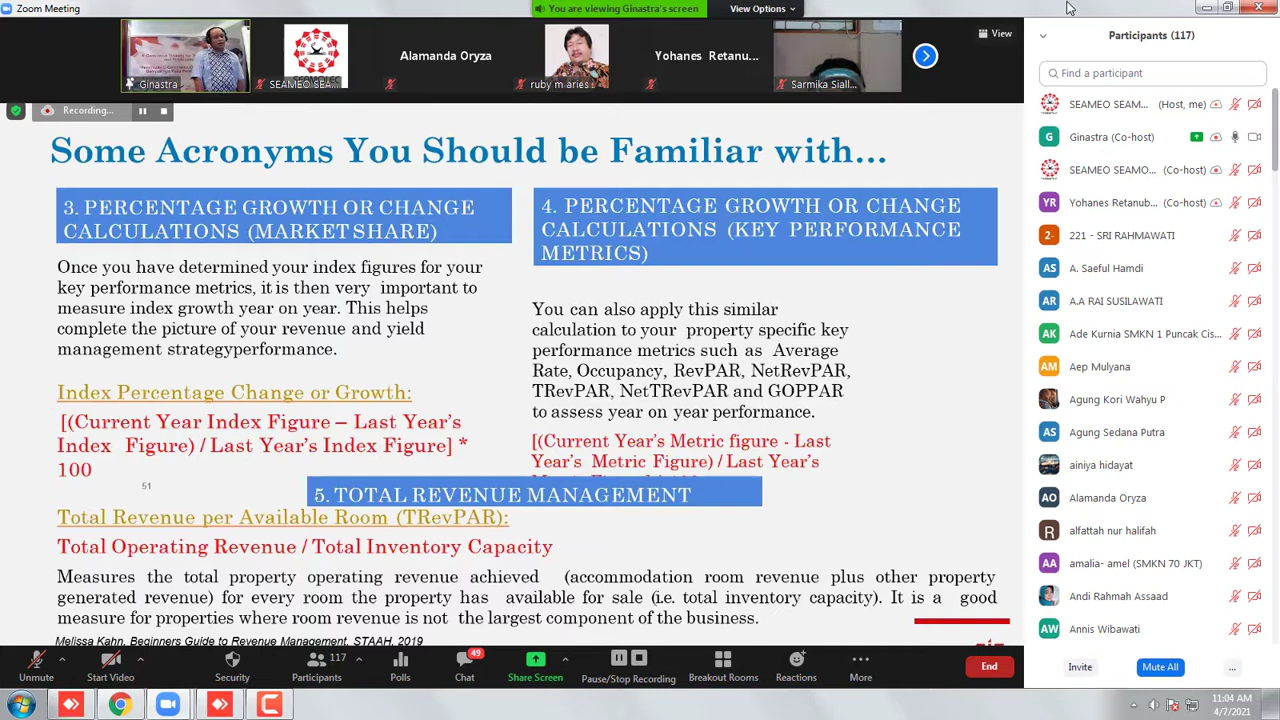 Zoom Meeting
You are viewing Ginastra's screen
View Options
Ginastra
SEAMEO SEA...
Alamanda Oryza
ruby m aries
Yohanes Retanu...
Sarmika Siall...
View
Recording...
Some Acronyms You Should be Familiar with...
3. PERCENTAGE GROWTH OR CHANGE
CALCULATIONS (MARKET SHARE)
Once you have determined your index figures for your
key performance metrics, it is then very important to
measure index growth year on year. This helps
complete the picture of your revenue and yield
management strategyperformance.
Index Percentage Change or Growth:
[(Current Year Index Figure – Last Year's
Index Figure) / Last Year's Index Figure] *
100
51
4. PERCENTAGE GROWTH OR CHANGE
CALCULATIONS (KEY PERFORMANCE
METRICS)
You can also apply this similar
calculation to your property specific key
performance metrics such as Average
Rate, Occupancy, RevPAR, NetRevPAR,
TRevPAR, NetTRevPAR and GOPPAR
to assess year on year performance.
[(Current Year's Metric figure - Last
Year's Metric Figure) / Last Year's
5. TOTAL REVENUE MANAGEMENT
Total Revenue per Available Room (TRevPAR):
Total Operating Revenue / Total Inventory Capacity
Measures the total property operating revenue achieved (accommodation room revenue plus other property
generated revenue) for every room the property has available for sale (i.e. total inventory capacity). It is a good
measure for properties where room revenue is not the largest component of the business.
Melissa Kahn, Beginners Guide to Revenue Management, STAAH, 2019
Participants (117)
Find a participant
SEAMEO SEAM... (Host, me)
G Ginastra (Co-host)
SEAMEO SEAMO... (Co-host)
YR Yohanes Retanub... (Co-host)
2- 221 - SRI RAHMAWATI
AS A. Saeful Hamdi
AR A.A RAI SUSILAWATI
AK Ade Kurnia SMKN 1 Puncak Cis...
AM Aep Mulyana
Agung Kori Wahyu P
AS Agung Sedana Putra
ainiya hidayat
AO Alamanda Oryza
R alfattah nur halifah
AA amalia- amel (SMKN 70 JKT)
Andi Rahmah Assaad
AW Annis Wibawati
Invite
Mute All
...
Unmute
Start Video
Security
117
Participants
Polls
49
Chat
Share Screen
Pause/Stop Recording
Breakout Rooms
Reactions
More
End
11:04 AM
4/7/2021